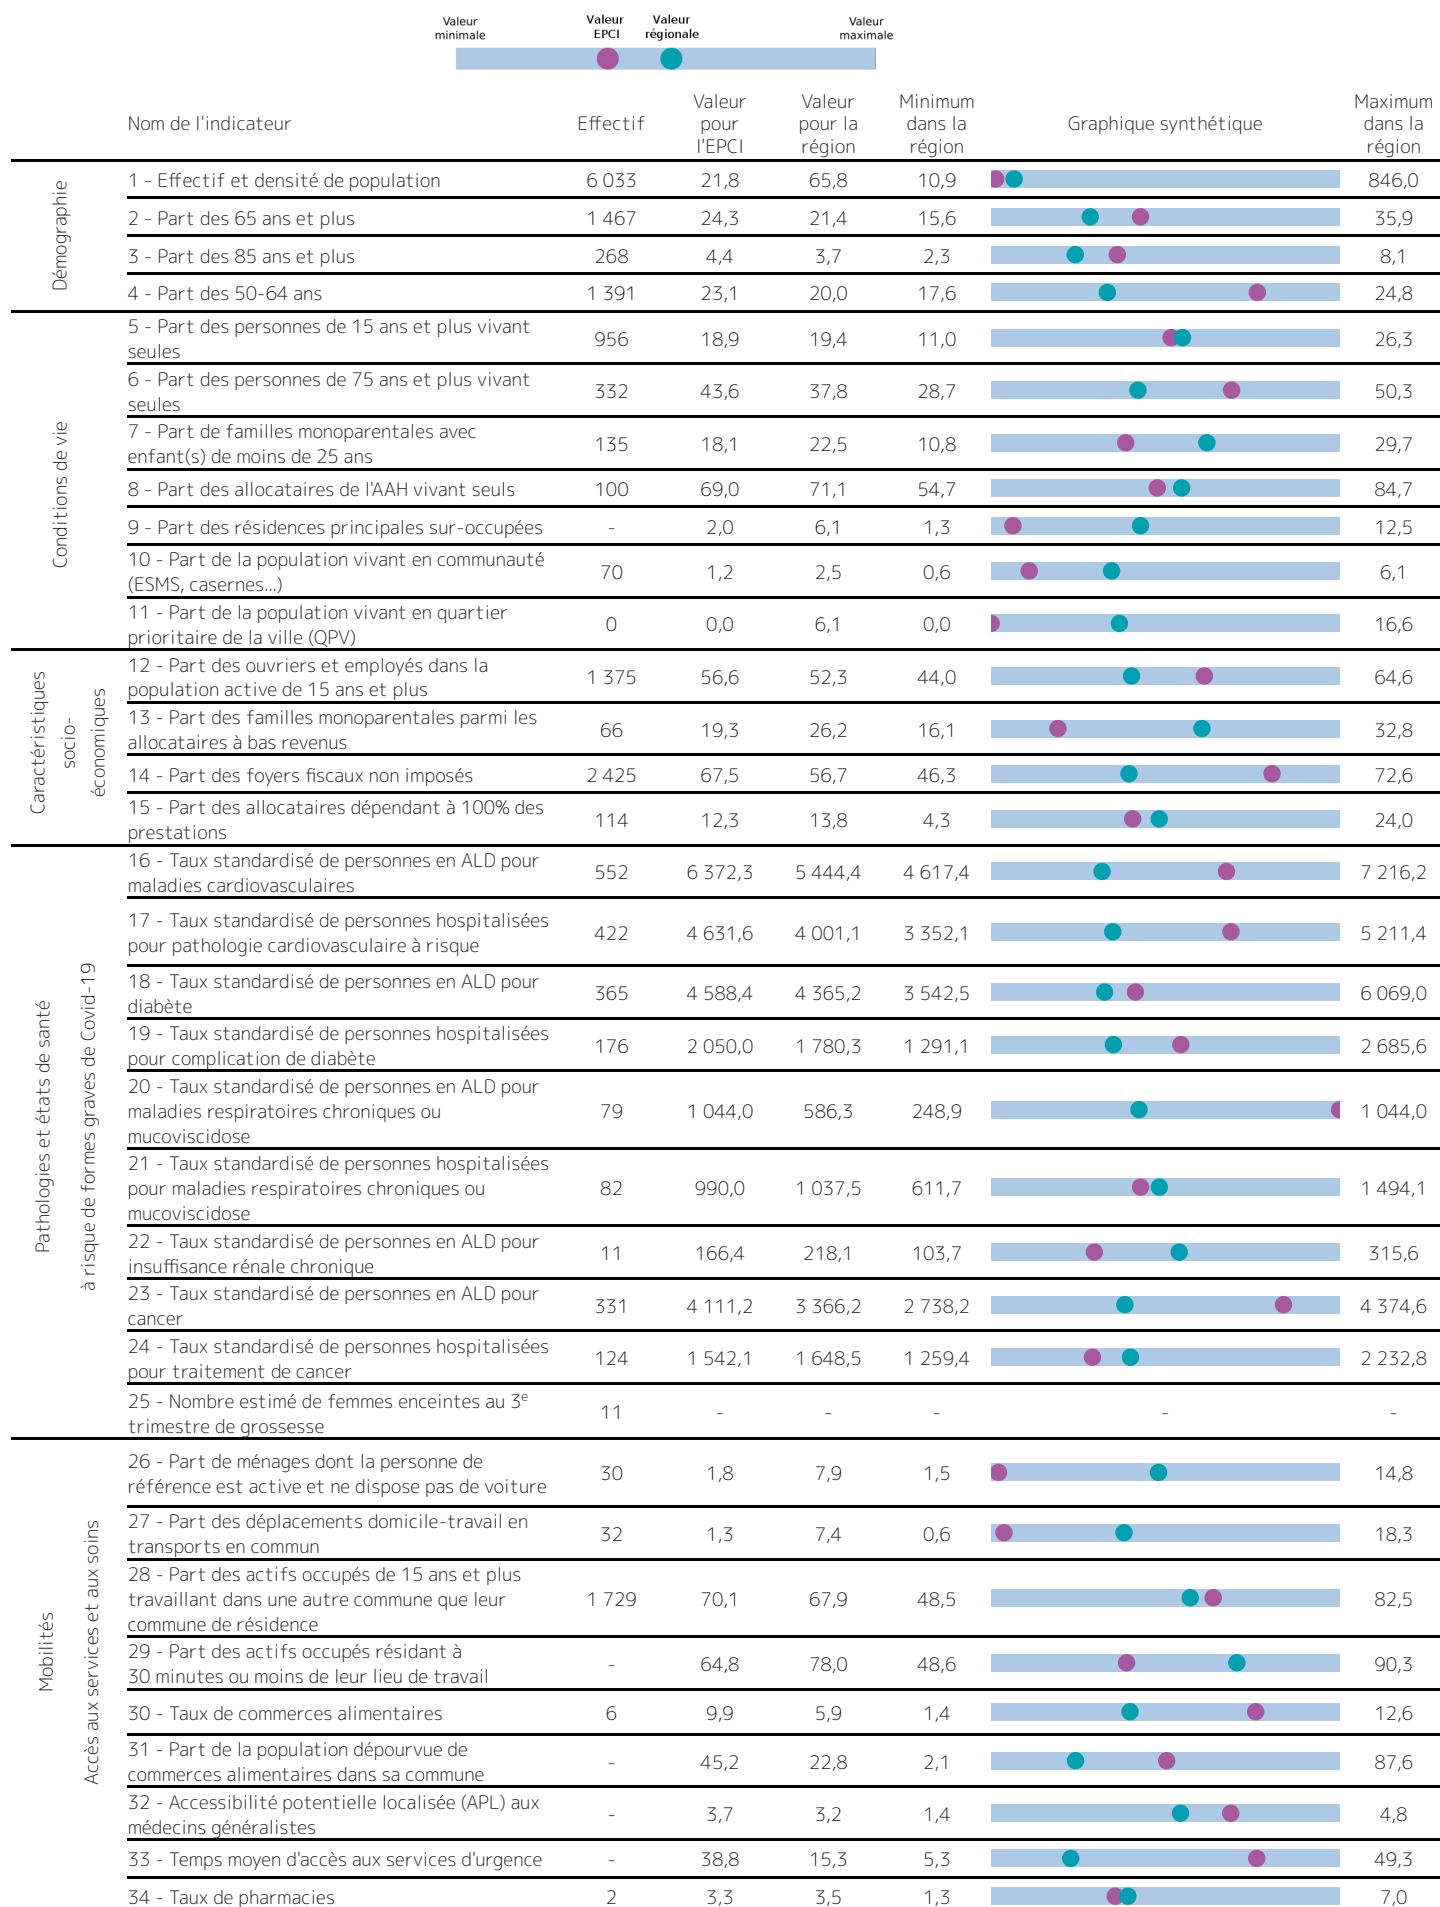 Valeur minimale
Valeur EPCI
Valeur régionale
Valeur maximale
Nom de l'indicateur
Effectif
Valeur pour l'EPCI
Valeur pour la région
Minimum dans la région
Graphique synthétique
Maximum dans la région
Démographie
1 - Effectif et densité de population 6 033 21,8 65,8 10,9 846,0
2 - Part des 65 ans et plus 1 467 24,3 21,4 15,6 35,9
3 - Part des 85 ans et plus 268 4,4 3,7 2,3 8,1
4 - Part des 50-64 ans 1 391 23,1 20,0 17,6 24,8
Conditions de vie
5 - Part des personnes de 15 ans et plus vivant
seules 956 18,9 19,4 11,0 26,3
6 - Part des personnes de 75 ans et plus vivant
seules 332 43,6 37,8 28,7 50,3
7 - Part de familles monoparentales avec
enfant(s) de moins de 25 ans 135 18,1 22,5 10,8 29,7
8 - Part des allocataires de l'AAH vivant seuls 100 69,0 71,1 54,7 84,7
9 - Part des résidences principales sur-occupées - 2,0 6,1 1,3 12,5
10 - Part de la population vivant en communauté
(ESMS, casernes...) 70 1,2 2,5 0,6 6,1
11 - Part de la population vivant en quartier
prioritaire de la ville (QPV) 0 0,0 6,1 0,0 16,6
Caractéristiques
socio-
économiques
12 - Part des ouvriers et employés dans la
population active de 15 ans et plus 1 375 56,6 52,3 44,0 64,6
13 - Part des familles monoparentales parmi les
allocataires à bas revenus 66 19,3 26,2 16,1 32,8
14 - Part des foyers fiscaux non imposés 2 425 67,5 56,7 46,3 72,6
15 - Part des allocataires dépendant à 100% des
prestations 114 12,3 13,8 4,3 24,0
Pathologies et états de santé
à risque de formes graves de Covid-19
16 - Taux standardisé de personnes en ALD pour
maladies cardiovasculaires 552 6 372,3 5 444,4 4 617,4 7 216,2
17 - Taux standardisé de personnes hospitalisées
pour pathologie cardiovasculaire à risque 422 4 631,6 4 001,1 3 352,1 5 211,4
18 - Taux standardisé de personnes en ALD pour
diabète 365 4 588,4 4 365,2 3 542,5 6 069,0
19 - Taux standardisé de personnes hospitalisées
pour complication de diabète 176 2 050,0 1 780,3 1 291,1 2 685,6
20 - Taux standardisé de personnes en ALD pour
maladies respiratoires chroniques ou
mucoviscidose 79 1 044,0 586,3 248,9 1 044,0
21 - Taux standardisé de personnes hospitalisées
pour maladies respiratoires chroniques ou
mucoviscidose 82 990,0 1 037,5 611,7 1 494,1
22 - Taux standardisé de personnes en ALD pour
insuffisance rénale chronique 11 166,4 218,1 103,7 315,6
23 - Taux standardisé de personnes en ALD pour
cancer 331 4 111,2 3 366,2 2 738,2 4 374,6
24 - Taux standardisé de personnes hospitalisées
pour traitement de cancer 124 1 542,1 1 648,5 1 259,4 2 232,8
25 - Nombre estimé de femmes enceintes au 3e
trimestre de grossesse 11 - - - - -
Mobilités
Accès aux services et aux soins
26 - Part de ménages dont la personne de
référence est active et ne dispose pas de voiture 30 1,8 7,9 1,5 14,8
27 - Part des déplacements domicile-travail en
transports en commun 32 1,3 7,4 0,6 18,3
28 - Part des actifs occupés de 15 ans et plus
travaillant dans une autre commune que leur
commune de résidence 1 729 70,1 67,9 48,5 82,5
29 - Part des actifs occupés résidant à
30 minutes ou moins de leur lieu de travail - 64,8 78,0 48,6 90,3
30 - Taux de commerces alimentaires 6 9,9 5,9 1,4 12,6
31 - Part de la population dépourvue de
commerces alimentaires dans sa commune - 45,2 22,8 2,1 87,6
32 - Accessibilité potentielle localisée (APL) aux
médecins généralistes - 3,7 3,2 1,4 4,8
33 - Temps moyen d'accès aux services d'urgence - 38,8 15,3 5,3 49,3
34 - Taux de pharmacies 2 3,3 3,5 1,3 7,0